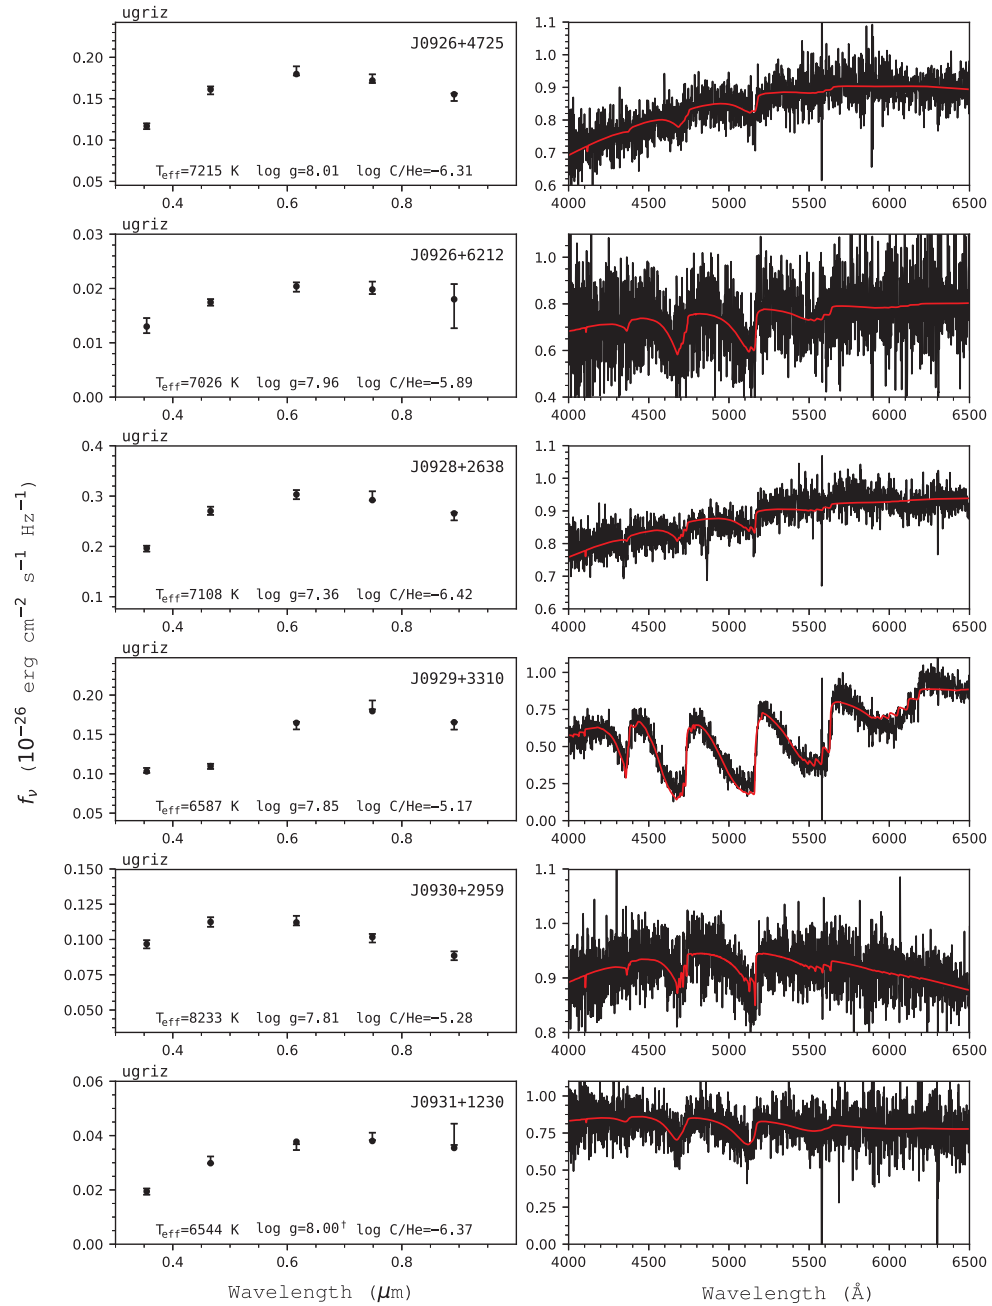 ugriz
J0926+4725
0.20
0.15
0.10
0.05
T_eff=7215 K log g=8.01 log C/He=−6.31
0.4 0.6 0.8
1.1
1.0
0.9
0.8
0.7
0.6
4000 4500 5000 5500 6000 6500
ugriz
J0926+6212
0.03
0.02
0.01
0.00
T_eff=7026 K log g=7.96 log C/He=−5.89
0.4 0.6 0.8
1.0
0.8
0.6
0.4
4000 4500 5000 5500 6000 6500
ugriz
J0928+2638
0.4
0.3
0.2
0.1
T_eff=7108 K log g=7.36 log C/He=−6.42
0.4 0.6 0.8
1.1
1.0
0.9
0.8
0.7
0.6
4000 4500 5000 5500 6000 6500
f_ν (10^−26 erg cm^−2 s^−1 Hz^−1)
ugriz
J0929+3310
0.20
0.15
0.10
0.05
T_eff=6587 K log g=7.85 log C/He=−5.17
0.4 0.6 0.8
1.00
0.75
0.50
0.25
0.00
4000 4500 5000 5500 6000 6500
ugriz
J0930+2959
0.150
0.125
0.100
0.075
0.050
T_eff=8233 K log g=7.81 log C/He=−5.28
0.4 0.6 0.8
1.1
1.0
0.9
0.8
4000 4500 5000 5500 6000 6500
ugriz
J0931+1230
0.06
0.04
0.02
0.00
T_eff=6544 K log g=8.00† log C/He=−6.37
0.4 0.6 0.8
1.00
0.75
0.50
0.25
0.00
4000 4500 5000 5500 6000 6500
Wavelength (μm)
Wavelength (Å)